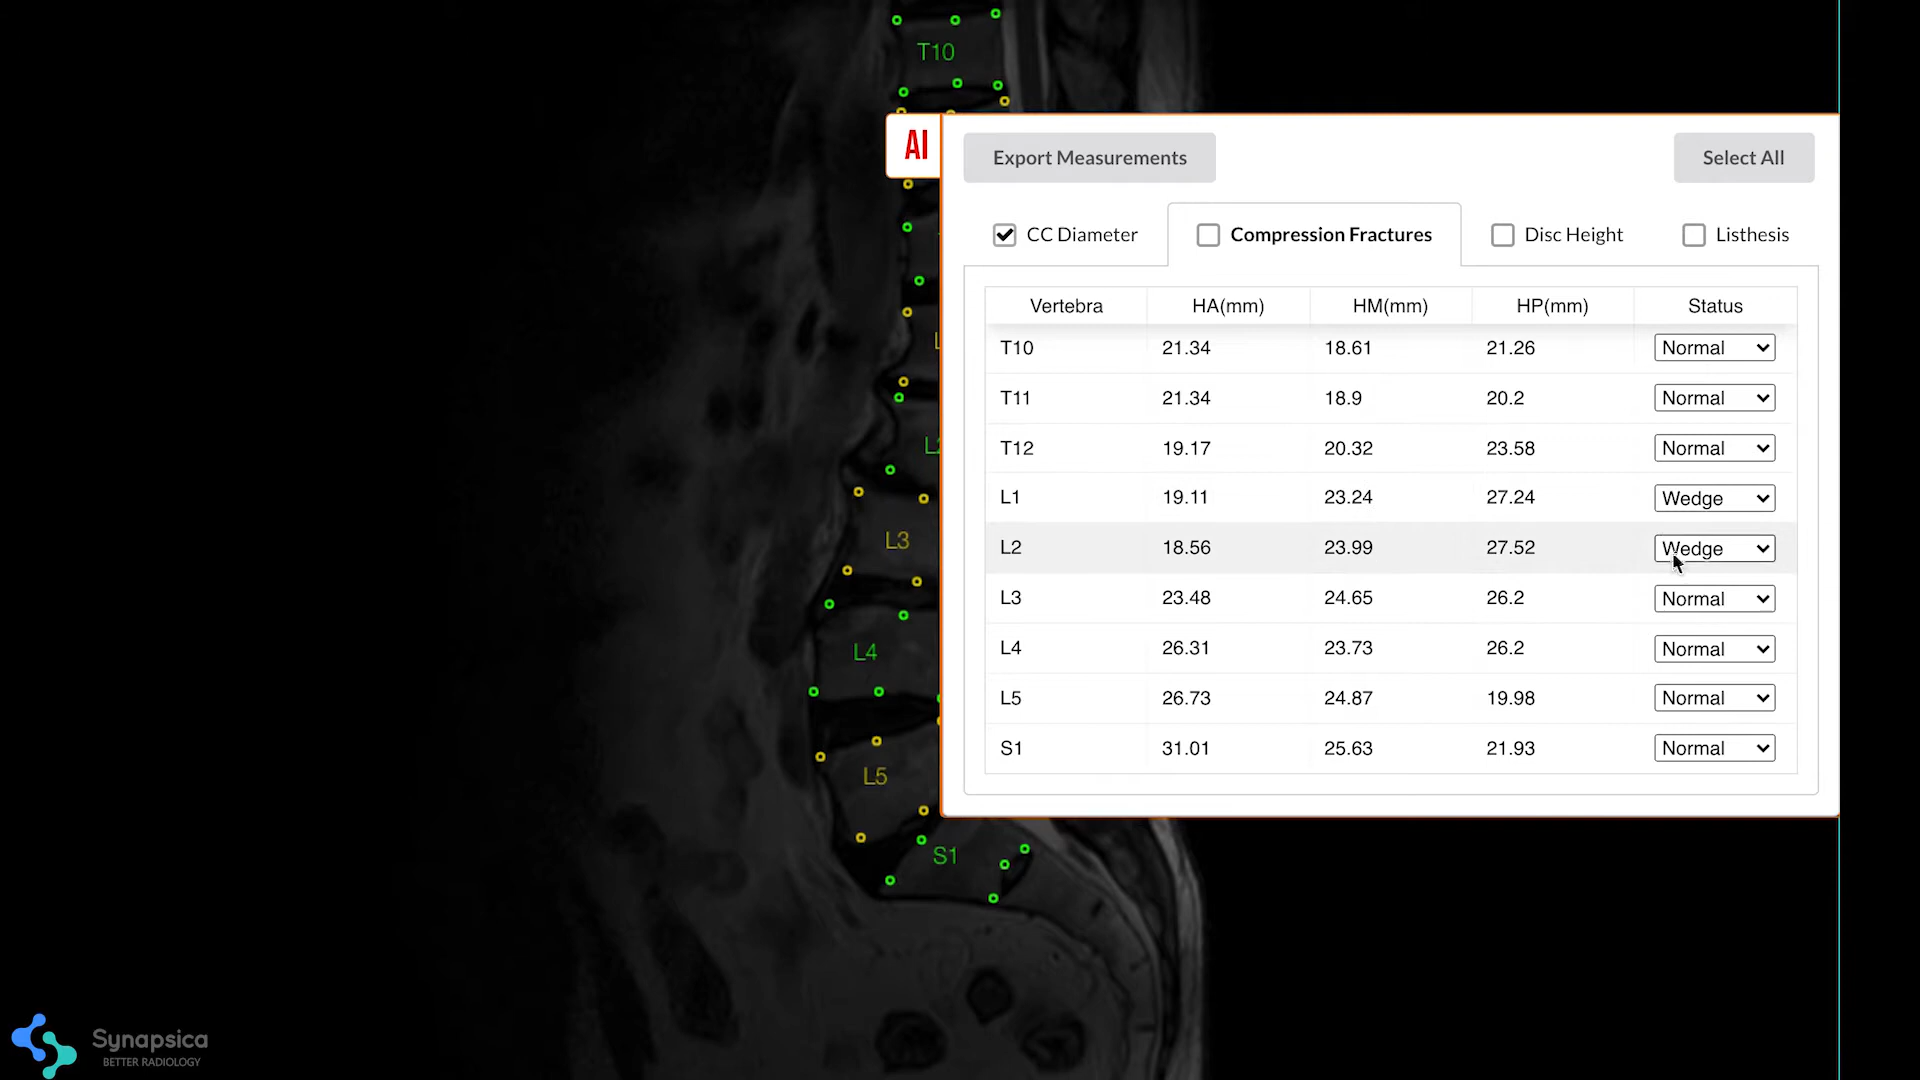 T10
AI
Export Measurements
Select All
CC Diameter
Compression Fractures
Disc Height
Listhesis
Vertebra HA(mm) HM(mm) HP(mm) Status
T10 21.34 18.61 21.26 Normal
T11 21.34 18.9 20.2 Normal
T12 19.17 20.32 23.58 Normal
L1 19.11 23.24 27.24 Wedge
L2 18.56 23.99 27.52 Wedge
L3 23.48 24.65 26.2 Normal
L4 26.31 23.73 26.2 Normal
L5 26.73 24.87 19.98 Normal
S1 31.01 25.63 21.93 Normal
L3
L4
L5
S1
Synapsica
BETTER RADIOLOGY